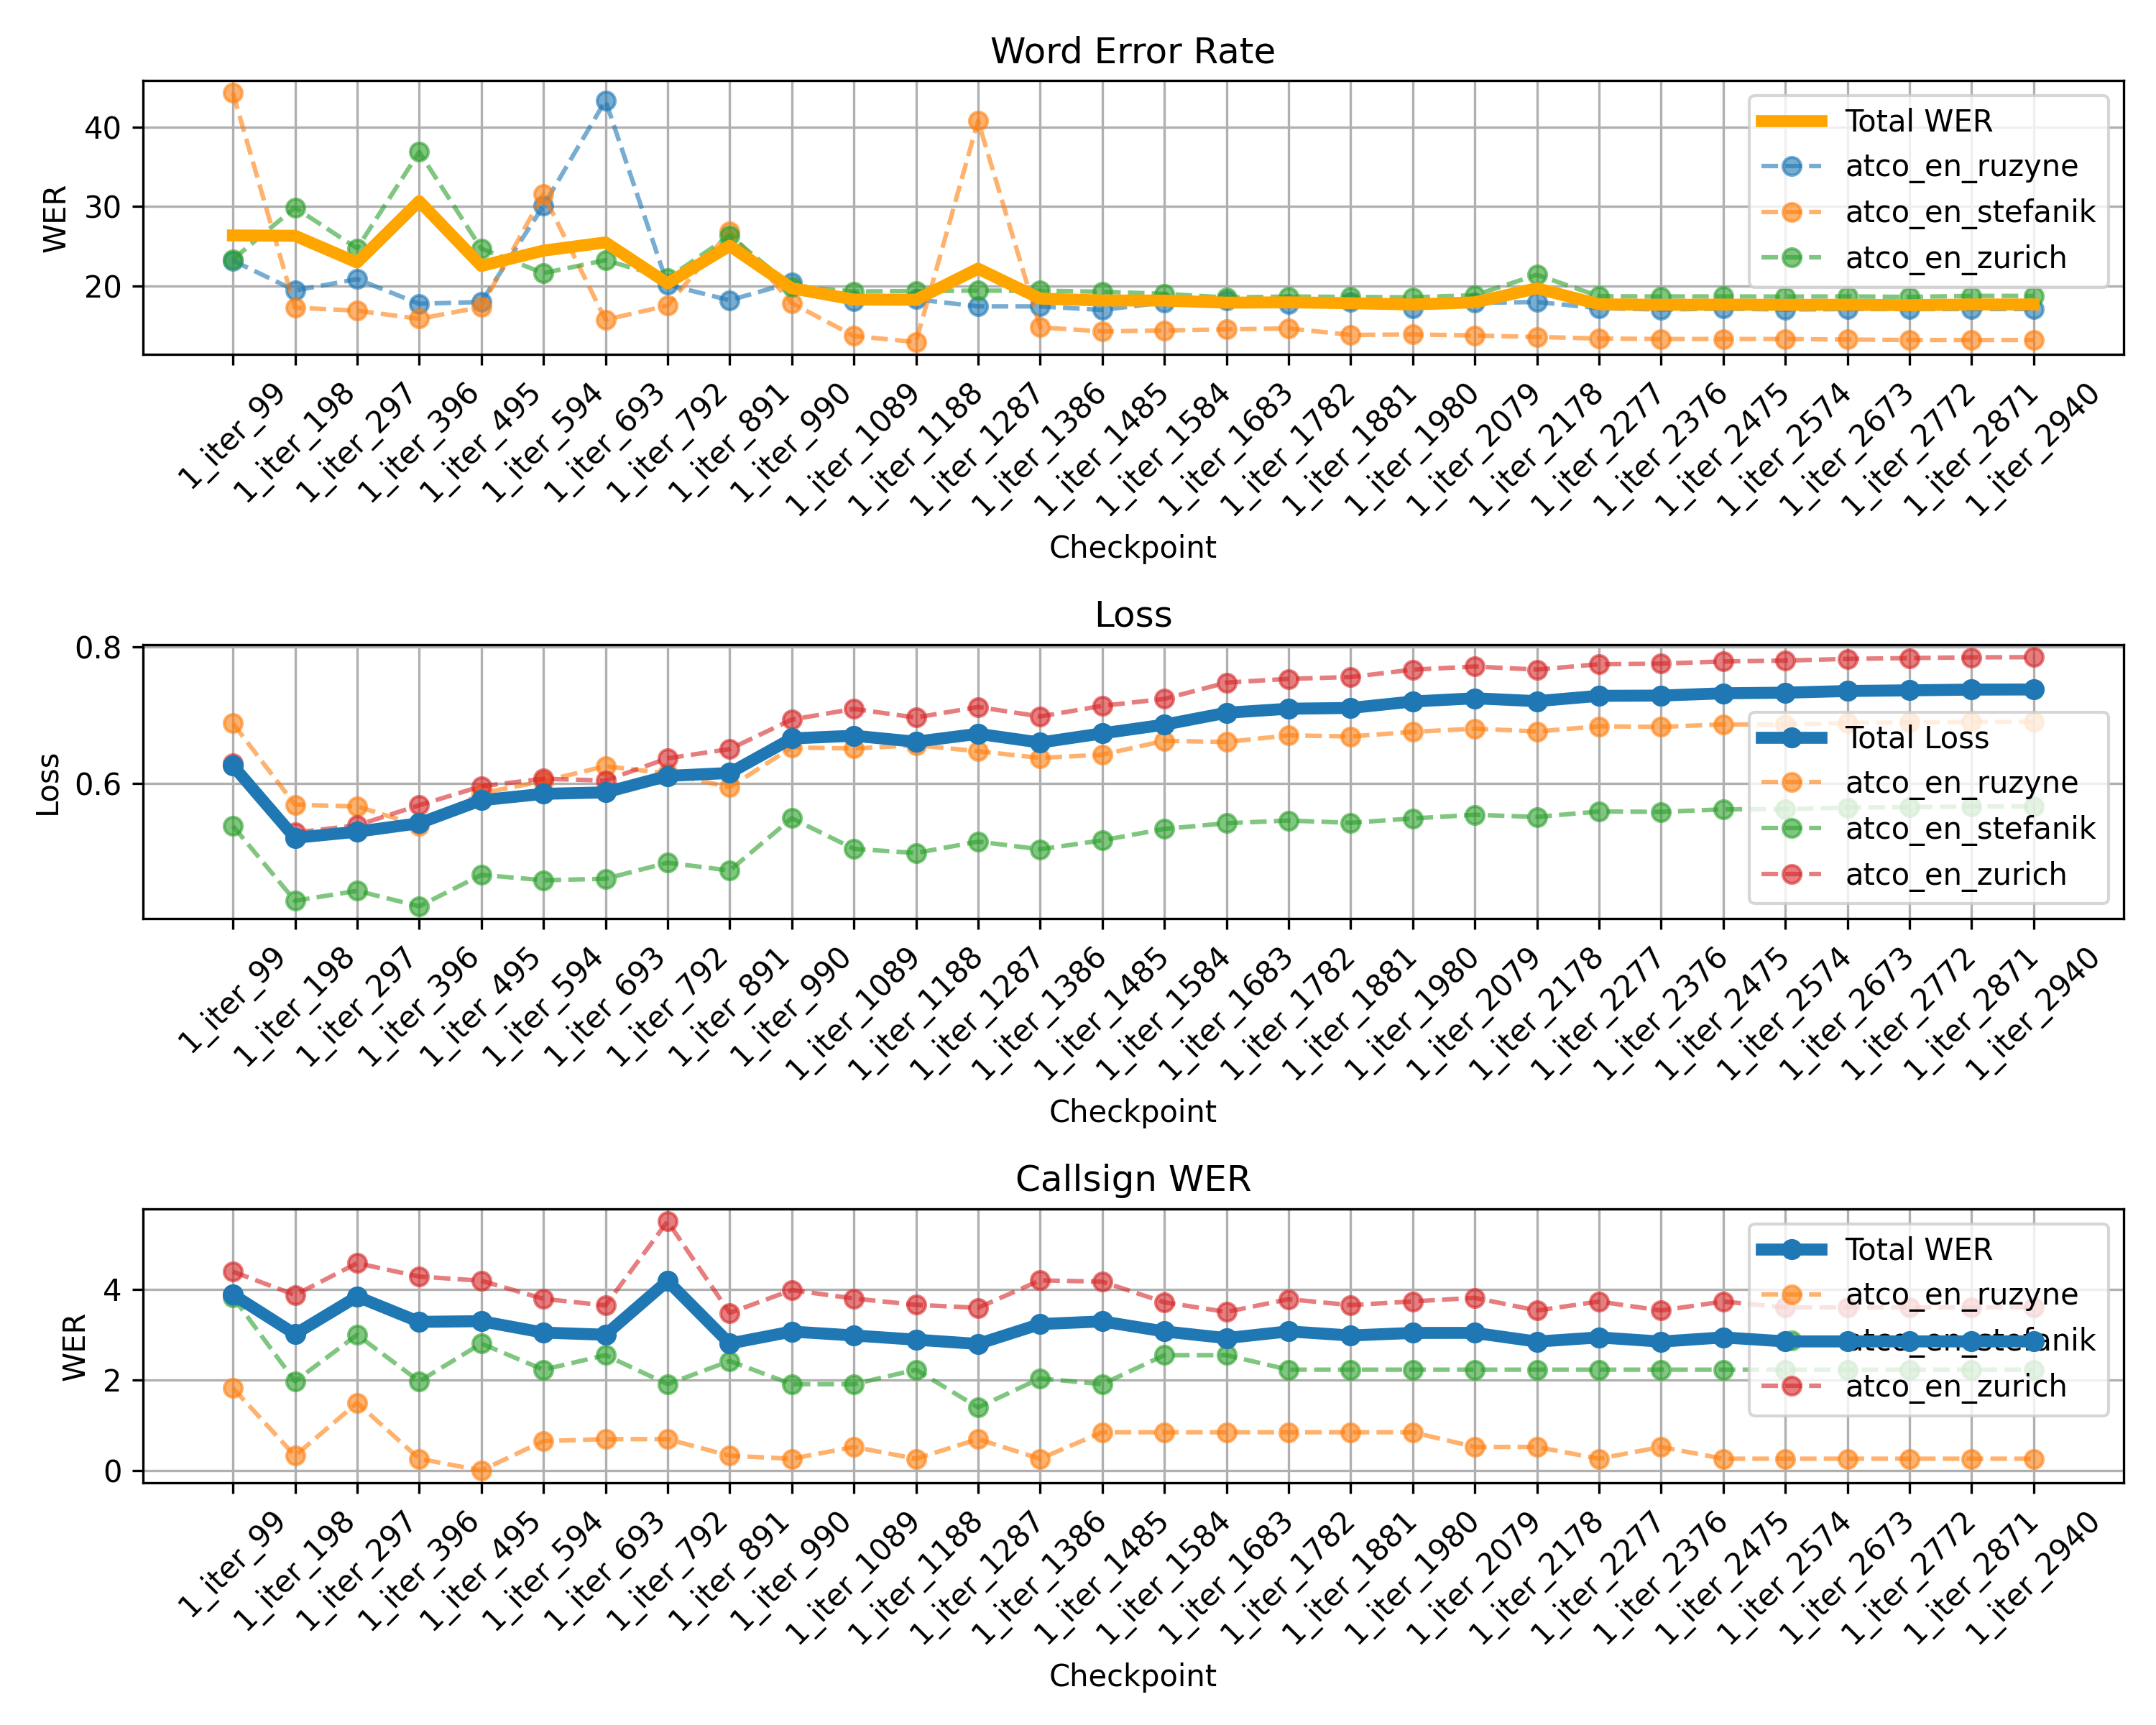 Word Error Rate
WER
40
30
20
Total WER
atco_en_ruzyne
atco_en_stefanik
atco_en_zurich
1_iter_99
1_iter_198
1_iter_297
1_iter_396
1_iter_495
1_iter_594
1_iter_693
1_iter_792
1_iter_891
1_iter_990
1_iter_1089
1_iter_1188
1_iter_1287
1_iter_1386
1_iter_1485
1_iter_1584
1_iter_1683
1_iter_1782
1_iter_1881
1_iter_1980
1_iter_2079
1_iter_2178
1_iter_2277
1_iter_2376
1_iter_2475
1_iter_2574
1_iter_2673
1_iter_2772
1_iter_2871
1_iter_2940
Checkpoint
Loss
Loss
0.8
0.6
Total Loss
atco_en_ruzyne
atco_en_stefanik
atco_en_zurich
1_iter_99
1_iter_198
1_iter_297
1_iter_396
1_iter_495
1_iter_594
1_iter_693
1_iter_792
1_iter_891
1_iter_990
1_iter_1089
1_iter_1188
1_iter_1287
1_iter_1386
1_iter_1485
1_iter_1584
1_iter_1683
1_iter_1782
1_iter_1881
1_iter_1980
1_iter_2079
1_iter_2178
1_iter_2277
1_iter_2376
1_iter_2475
1_iter_2574
1_iter_2673
1_iter_2772
1_iter_2871
1_iter_2940
Checkpoint
Callsign WER
WER
4
2
0
Total WER
atco_en_ruzyne
atco_en_stefanik
atco_en_zurich
1_iter_99
1_iter_198
1_iter_297
1_iter_396
1_iter_495
1_iter_594
1_iter_693
1_iter_792
1_iter_891
1_iter_990
1_iter_1089
1_iter_1188
1_iter_1287
1_iter_1386
1_iter_1485
1_iter_1584
1_iter_1683
1_iter_1782
1_iter_1881
1_iter_1980
1_iter_2079
1_iter_2178
1_iter_2277
1_iter_2376
1_iter_2475
1_iter_2574
1_iter_2673
1_iter_2772
1_iter_2871
1_iter_2940
Checkpoint